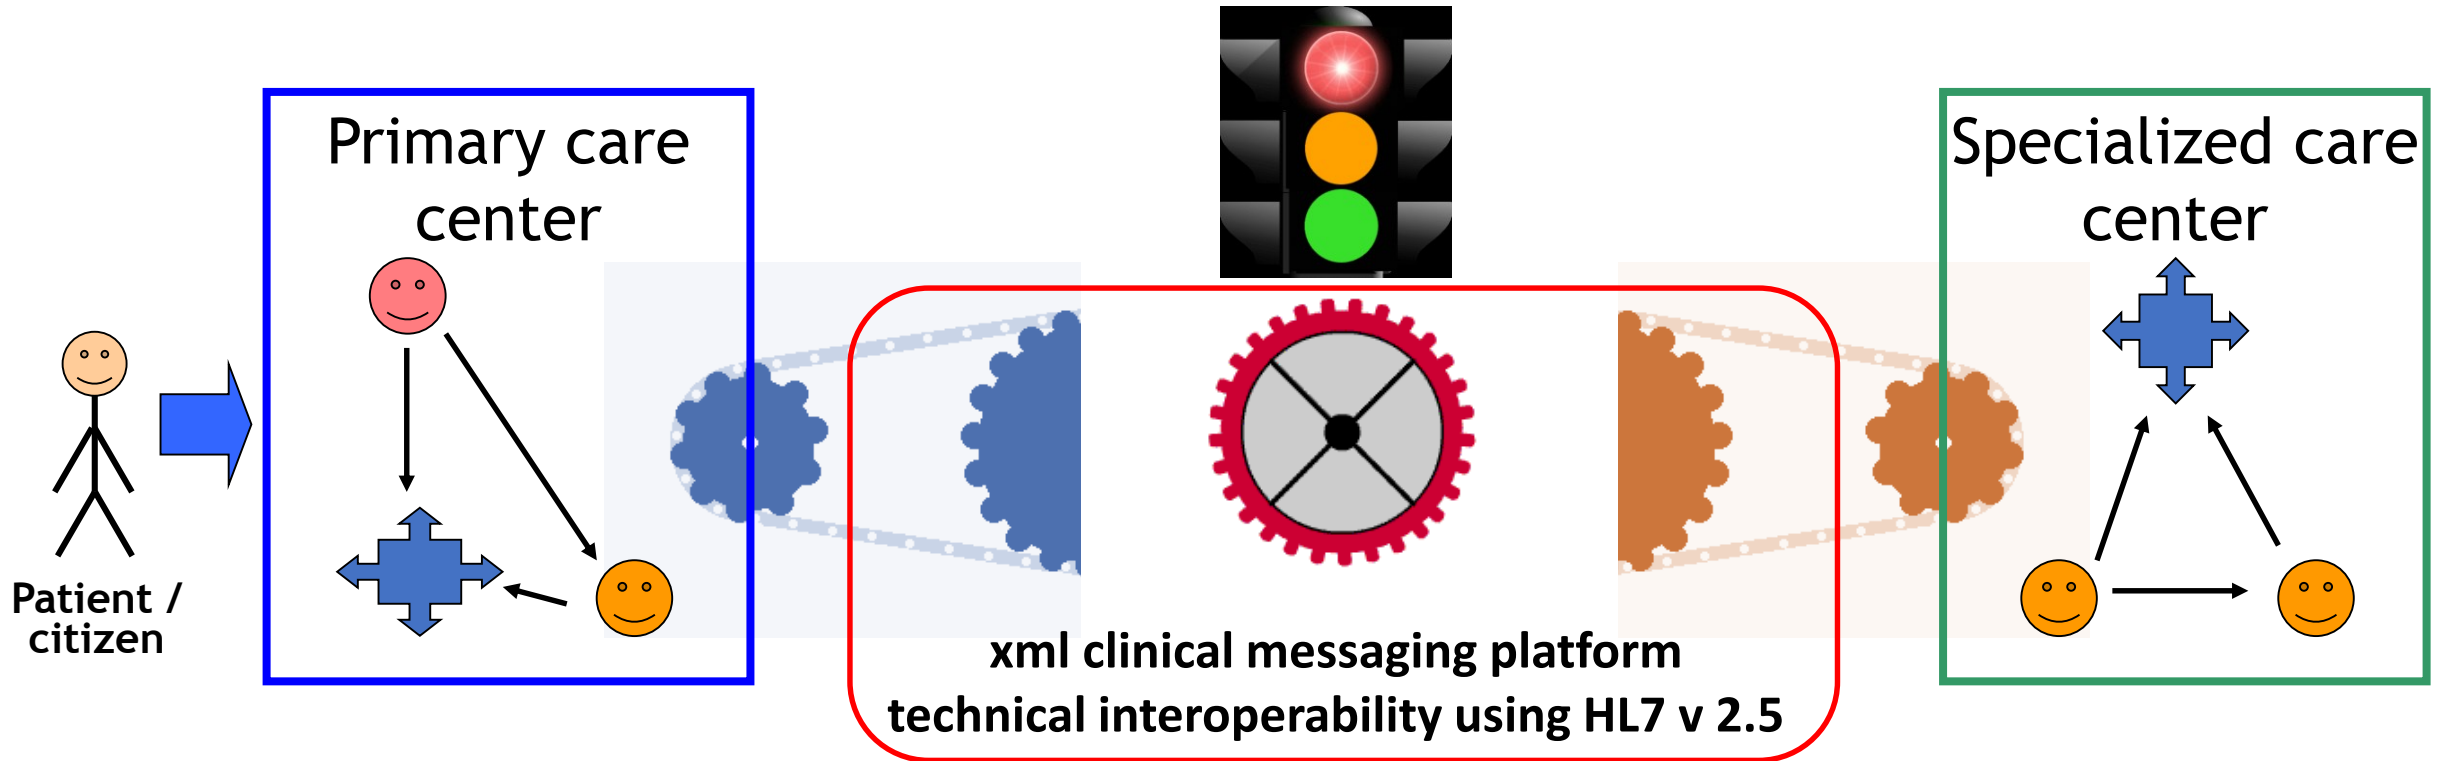 Primary care
center
Specialized care
center
Patient /
citizen
xml clinical messaging platform
technical interoperability using HL7 v 2.5